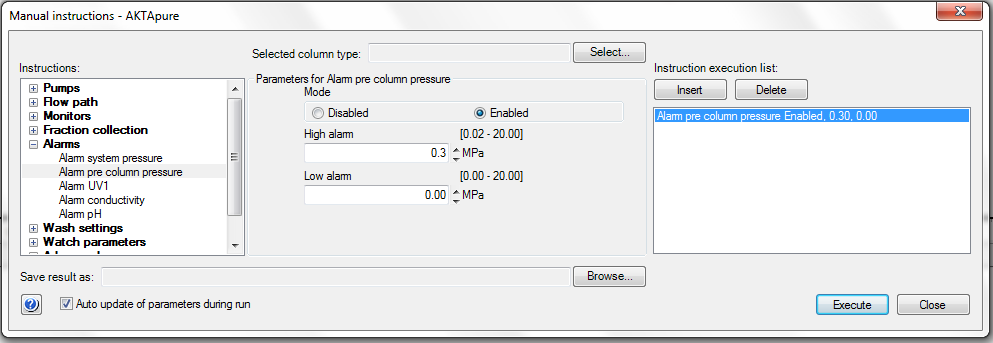 Manual instructions - AKTApure
Selected column type:
Select...
Instructions:
Pumps
Flow path
Monitors
Fraction collection
Alarms
Alarm system pressure
Alarm pre column pressure
Alarm UV1
Alarm conductivity
Alarm pH
Wash settings
Watch parameters
Parameters for Alarm pre column pressure
Mode
Disabled
Enabled
High alarm [0.02 - 20.00]
0.3 MPa
Low alarm [0.00 - 20.00]
0.00 MPa
Instruction execution list:
Insert
Delete
Alarm pre column pressure Enabled, 0.30, 0.00
Save result as:
Browse...
Auto update of parameters during run
Execute
Close